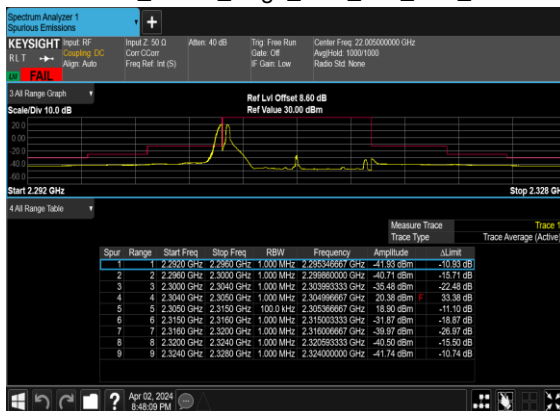 Spectrum Analyzer 1
Spurious Emissions
KEYSIGHT Input: RF Input Z: 50 Ω Atten: 40 dB Trig: Free Run Center Freq: 22.005000000 GHz
R L T Coupling: DC Corr CCorr Gate: Off Avg|Hold: 1000/1000
Align: Auto Freq Ref: Int (S) IF Gain: Low Radio Std: None
FAIL
3 All Range Graph
Scale/Div 10.0 dB Ref Lvl Offset 8.60 dB
Ref Value 30.00 dBm
20.0
0.00
-20.0
-40.0
-60.0
Start 2.292 GHz Stop 2.328 GH
4 All Range Table
Measure Trace Trace 1
Trace Type Trace Average (Active)
Spur Range Start Freq Stop Freq RBW Frequency Amplitude ΔLimit
1 1 2.2920 GHz 2.2960 GHz 1.000 MHz 2.295346667 GHz -41.93 dBm -10.93 dB
2 2 2.2960 GHz 2.3000 GHz 1.000 MHz 2.299860000 GHz -40.71 dBm -15.71 dB
3 3 2.3000 GHz 2.3040 GHz 1.000 MHz 2.303993333 GHz -35.48 dBm -22.48 dB
4 4 2.3040 GHz 2.3050 GHz 1.000 MHz 2.304996667 GHz 20.38 dBm F 33.38 dB
5 5 2.3050 GHz 2.3150 GHz 100.0 kHz 2.305366667 GHz 18.90 dBm -11.10 dB
6 6 2.3150 GHz 2.3160 GHz 1.000 MHz 2.315003333 GHz -31.87 dBm -18.87 dB
7 7 2.3160 GHz 2.3200 GHz 1.000 MHz 2.316006667 GHz -39.97 dBm -26.97 dB
8 8 2.3200 GHz 2.3240 GHz 1.000 MHz 2.320593333 GHz -40.50 dBm -15.50 dB
9 9 2.3240 GHz 2.3280 GHz 1.000 MHz 2.324000000 GHz -41.74 dBm -10.74 dB
Apr 02, 2024
8:48:09 PM